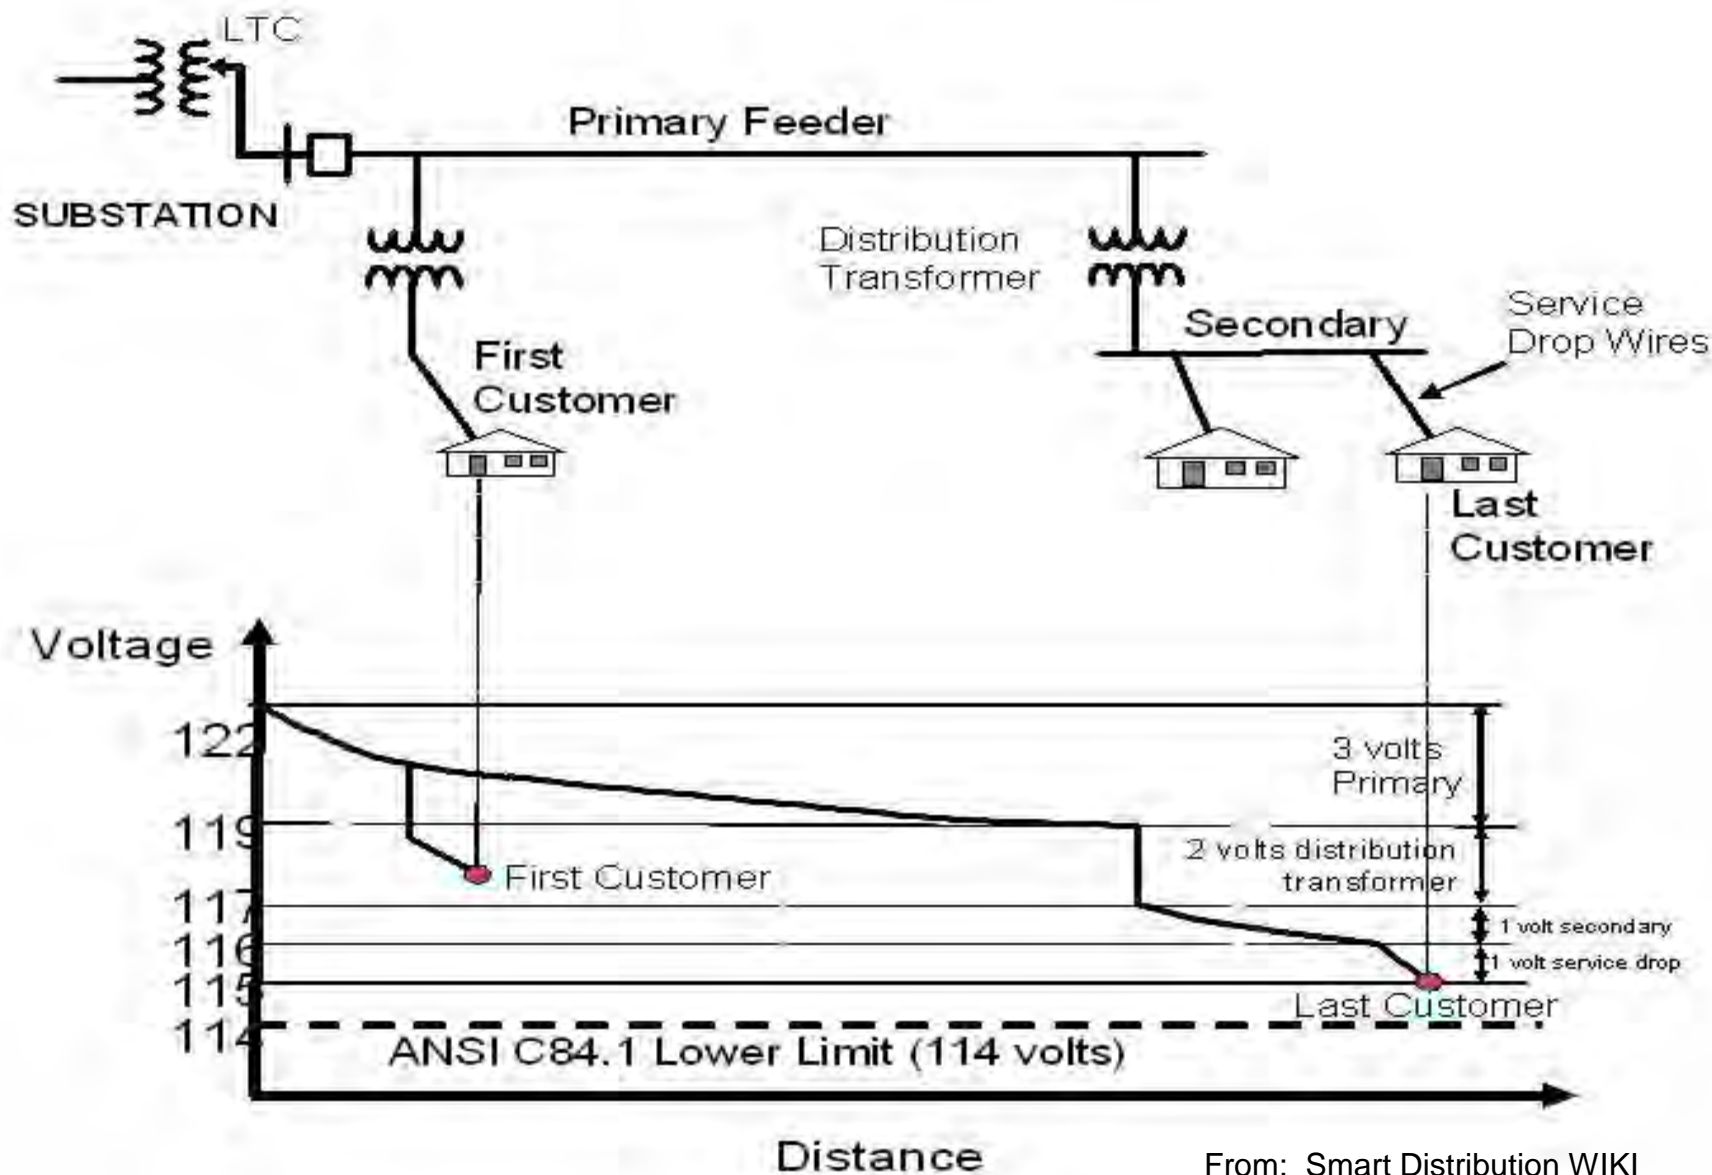 LTC
Primary Feeder
SUBSTATION
Distribution
Transformer
Service
Drop Wires
Secondary
First
Customer
Last
Customer
Voltage
122
3 volts
Primary
119
2 volts distribution
transformer
First Customer
117
1 volt secondary
116
1 volt service drop
115
Last Customer
114
ANSI C84.1 Lower Limit (114 volts)
Distance
From: Smart Distribution WIKI